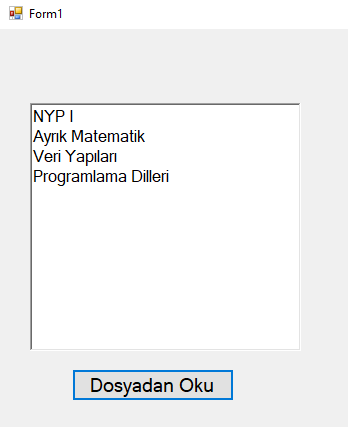 Form1
NYP I
Ayrık Matematik
Veri Yapıları
Programlama Dilleri
Dosyadan Oku